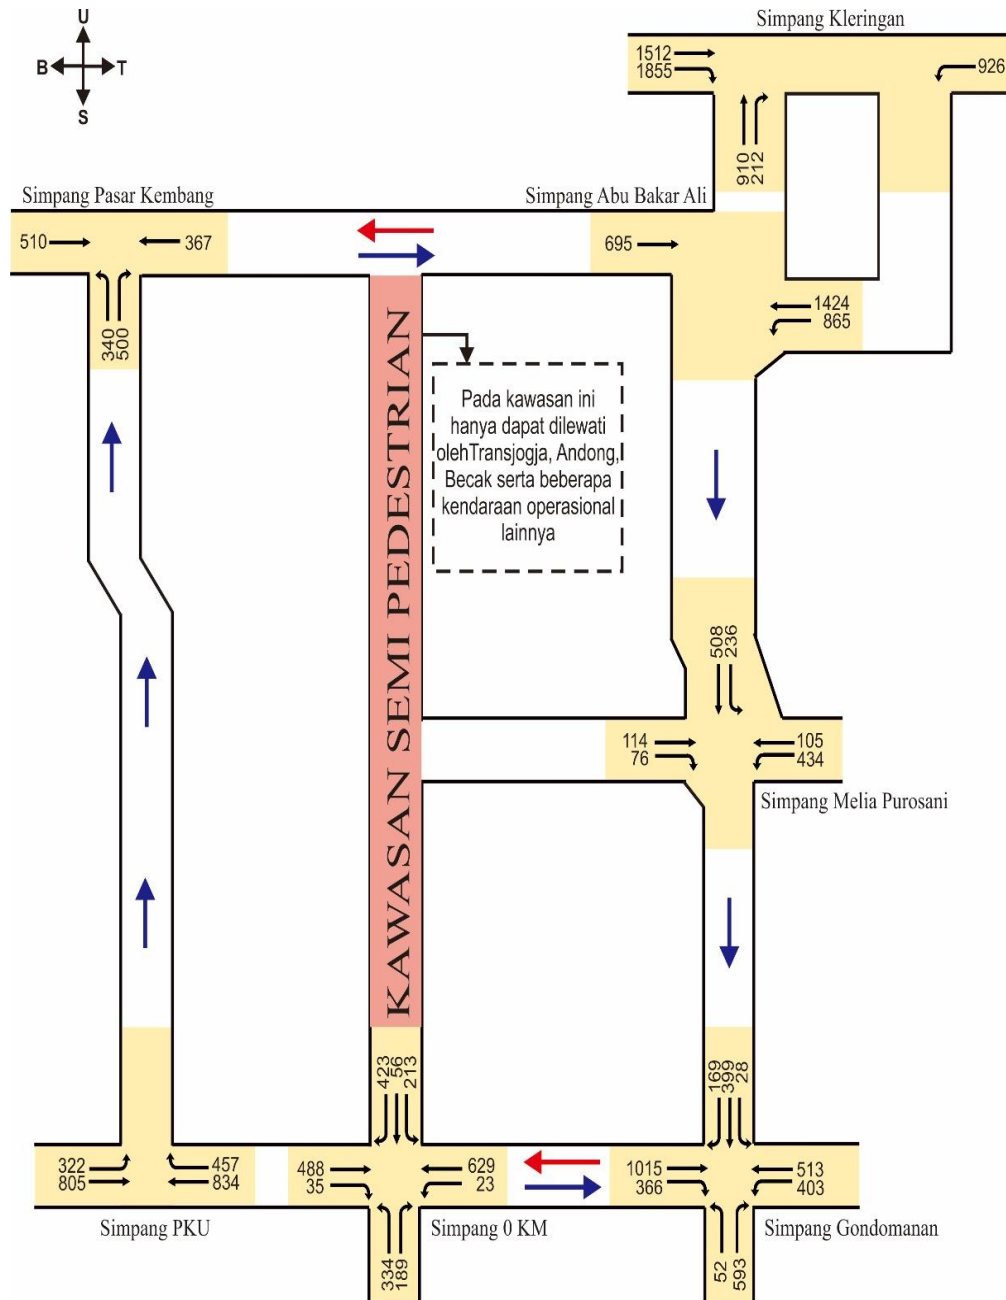 U
B T
S
Simpang Kleringan
1512
1855
926
910
212
Simpang Pasar Kembang
Simpang Abu Bakar Ali
510
367
695
340
500
1424
865
KAWASAN SEMI PEDESTRIAN
Pada kawasan ini
hanya dapat dilewati
olehTransjogja, Andong,
Becak serta beberapa
kendaraan operasional
lainnya
508
236
114
76
105
434
Simpang Melia Purosani
423
56
213
169
399
28
322
805
457
834
488
35
629
23
1015
366
513
403
Simpang PKU
Simpang 0 KM
Simpang Gondomanan
334
189
52
593